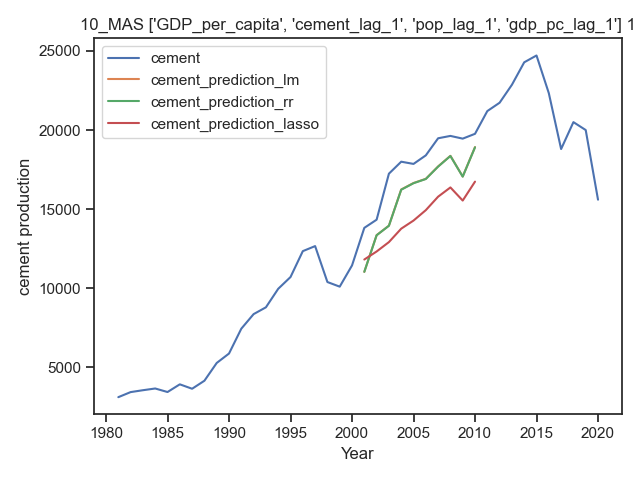 10_MAS ['GDP_per_capita', 'cement_lag_1', 'pop_lag_1', 'gdp_pc_lag_1'] 1
cement
cement_prediction_lm
cement_prediction_rr
cement_prediction_lasso
cement production
25000
20000
15000
10000
5000
1980 1985 1990 1995 2000 2005 2010 2015 2020
Year